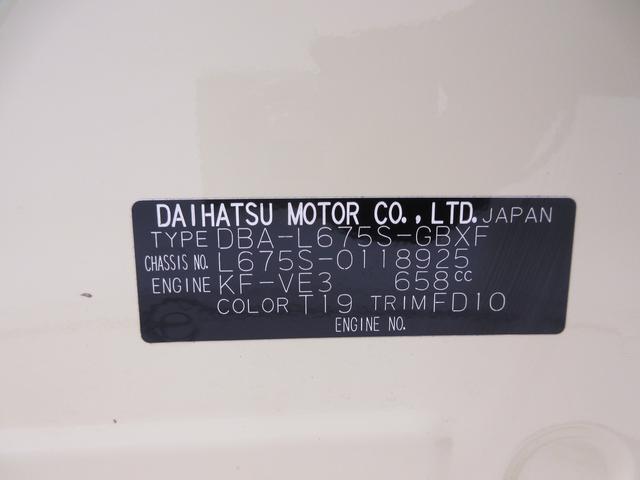 DAIHATSU MOTOR CO., LTD. JAPAN
TYPE DBA-L675S-GBXF
CHASSIS NO. L675S-0118925
ENGINE KF-VE3 658cc
COLOR T19 TRIM FD10
ENGINE NO.